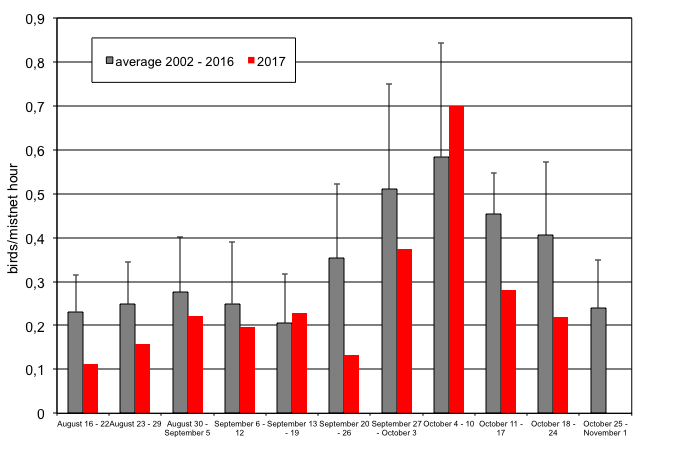 0,9
0,8
0,7
0,6
0,5
0,4
0,3
0,2
0,1
0
birds/mistnet hour
average 2002 - 2016
2017
August 16 - 22
August 23 - 29
August 30 -
September 5
September 6 -
12
September 13
- 19
September 20
- 26
September 27
- October 3
October 4 - 10
October 11 -
17
October 18 -
24
October 25 -
November 1